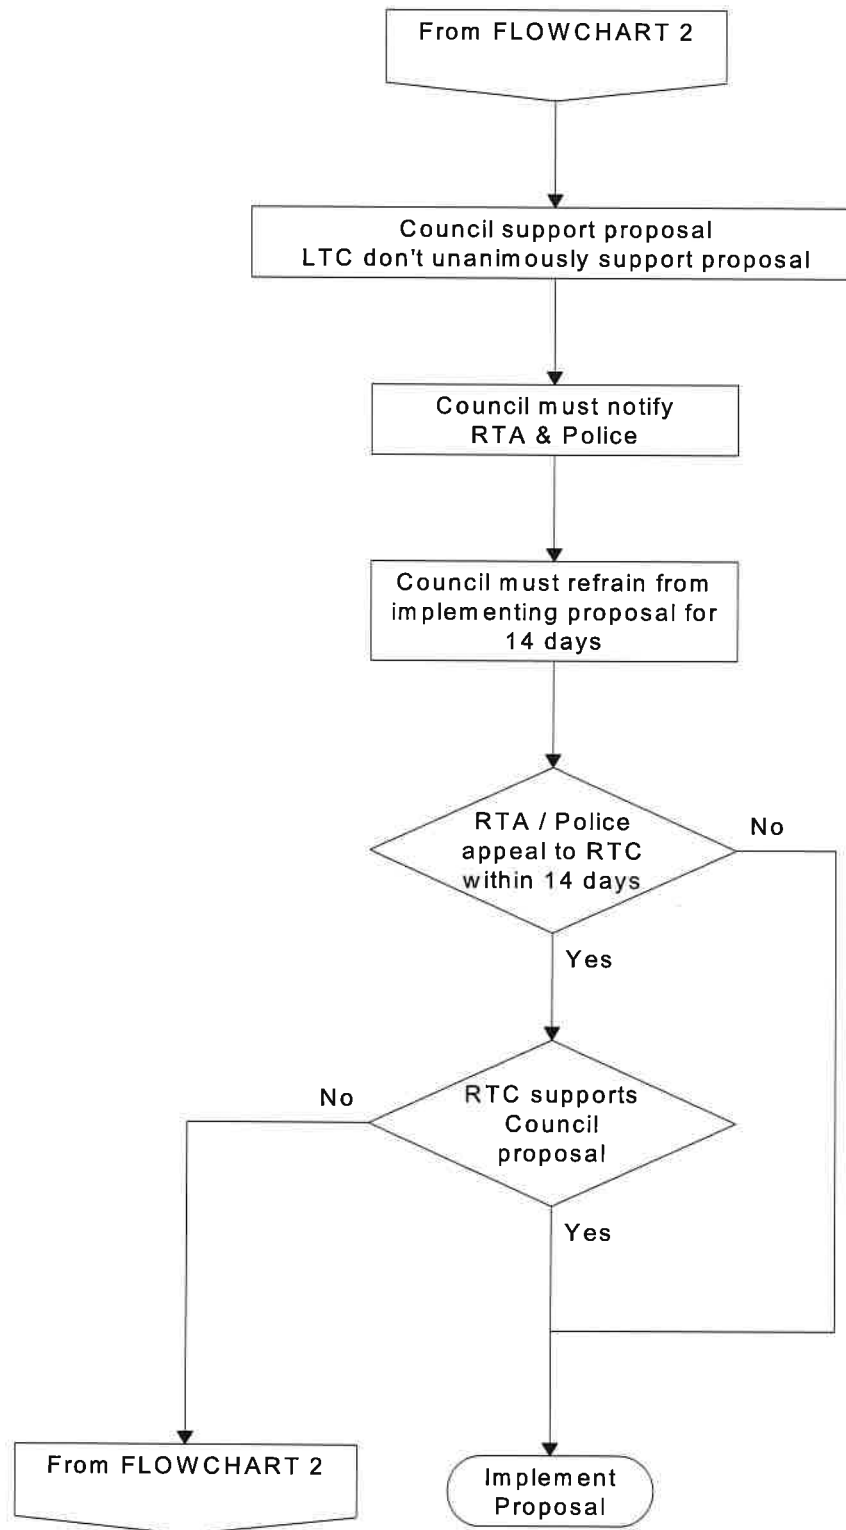 From FLOWCHART 2
Council support proposal
LTC don't unanimously support proposal
Council must notify
RTA & Police
Council must refrain from
implementing proposal for
14 days
RTA / Police
appeal to RTC
within 14 days
No
Yes
RTC supports
Council
proposal
No
Yes
From FLOWCHART 2
Implement
Proposal